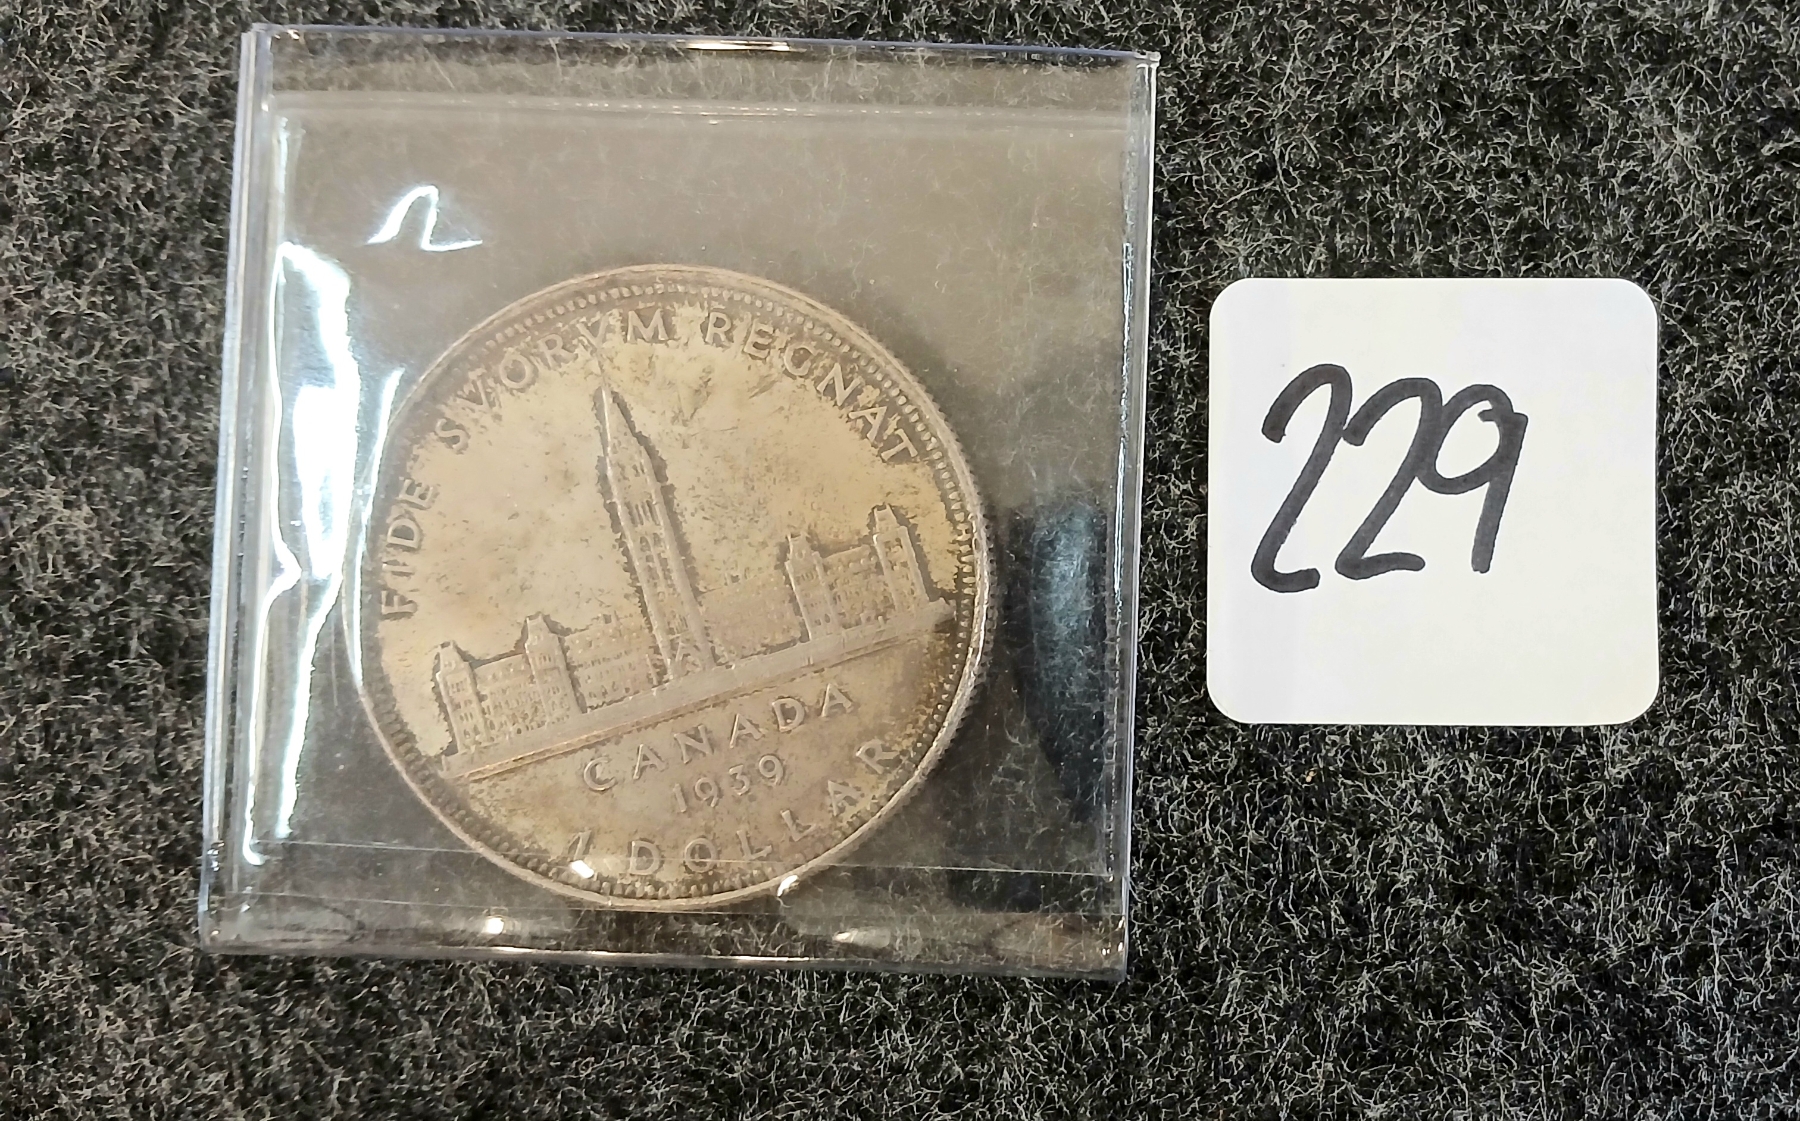 FIDE SVORVM REGNAT
CANADA
1939
1 DOLLAR
229